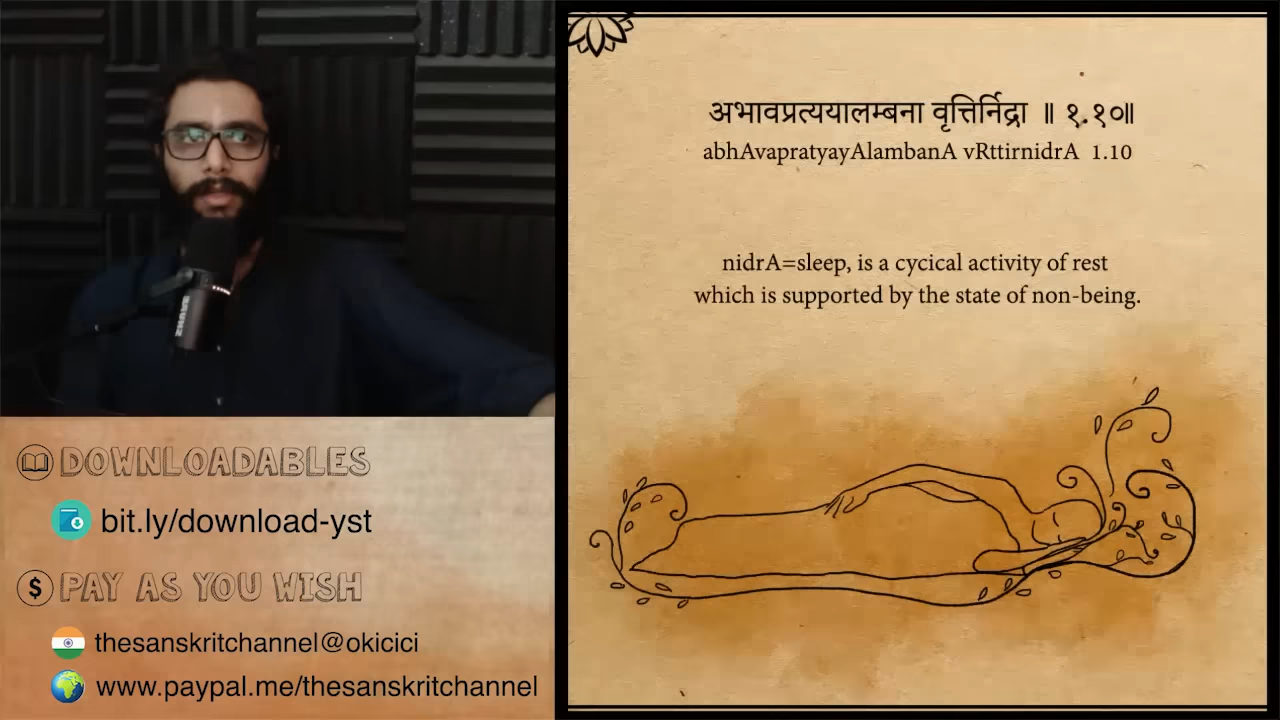 अभावप्रत्ययालम्बना वृत्तिर्निद्रा ॥ १.१०॥
abhAvapratyayAlambanA vRttirnidrA 1.10
nidrA=sleep, is a cycical activity of rest
which is supported by the state of non-being.
DOWNLOADABLES
bit.ly/download-yst
$ PAY AS YOU WISH
thesanskritchannel@okicici
www.paypal.me/thesanskritchannel